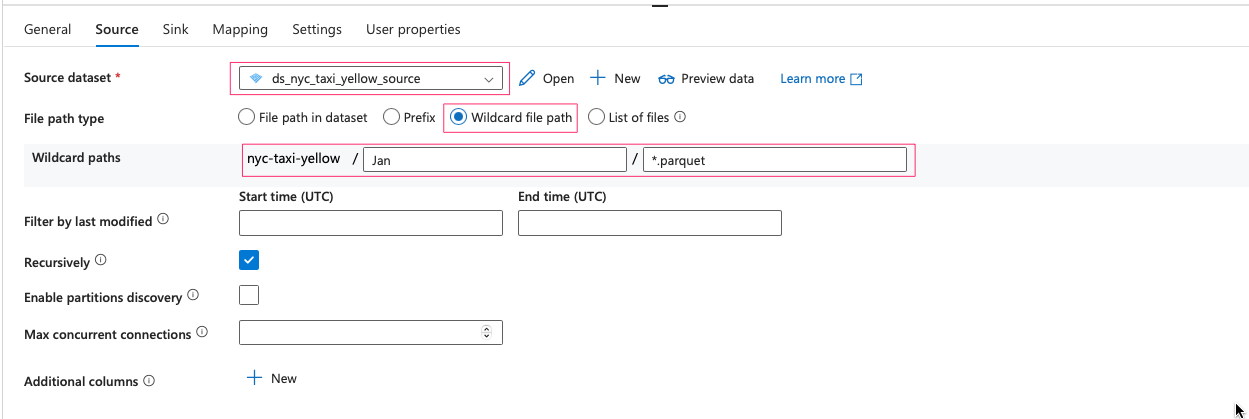 General Source Sink Mapping Settings User properties
Source dataset * ds_nyc_taxi_yellow_source Open New Preview data Learn more
File path type File path in dataset Prefix Wildcard file path List of files
Wildcard paths nyc-taxi-yellow / Jan / *.parquet
Start time (UTC) End time (UTC)
Filter by last modified
Recursively
Enable partitions discovery
Max concurrent connections
Additional columns New